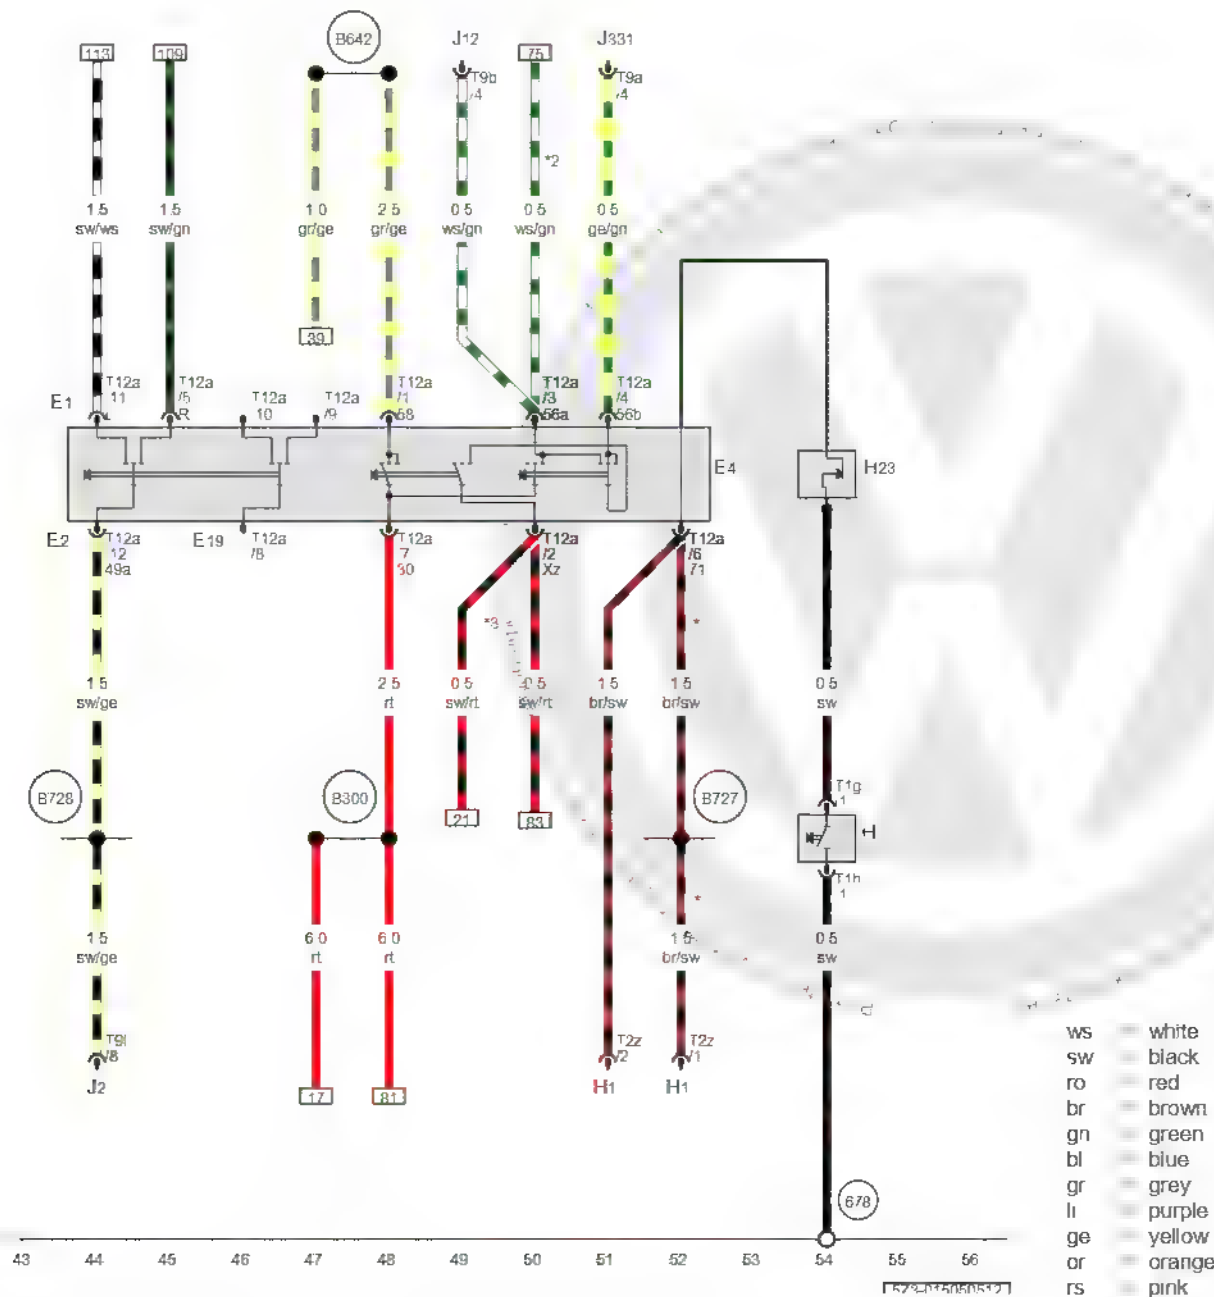 B642 J12 J331
113 109 75
T9b T9a
/4 /4
*2
1 5 1 5 1 0 2 5 0 5 0 5 0 5
sw/ws sw/gn gr/ge gr/ge ws/gn ws/gn ge/gn
39
T12a T12a T12a T12a T12a T12a T12a
E1 11 /5 10 /9 /1 /3 /4
R 58 56a 56b
E4 H23
E2 T12a E19 T12a T12a T12a T12a
12 /8 7 /2 /6
49a 30 Xz 71
*3 *
1 5 2 5 0 5 0 5 1 5 1 5 0 5
sw/ge rt sw/rt sw/rt br/sw br/sw sw
T1g
1
B728 B300 B727
21 83
H
T1h
1
*
1 5 6 0 6 0 1 5 0 5
sw/ge rt rt br/sw sw
T2z T2z
/8 /2 /1
J2 H1 H1
17 81
ws = white
sw = black
ro = red
br = brown
gn = green
bl = blue
gr = grey
li = purple
ge = yellow
or = orange
rs = pink
678
43 44 45 46 47 48 49 50 51 52 53 54 55 56